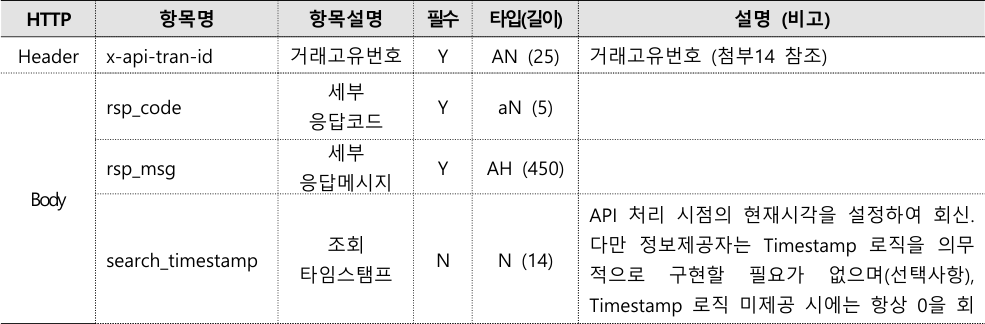 HTTP 항목명 항목설명 필수 타입(길이) 설명 (비고)
Header x-api-tran-id 거래고유번호 Y AN (25) 거래고유번호 (첨부14 참조)
Body
rsp_code 세부 응답코드 Y aN (5)
rsp_msg 세부 응답메시지 Y AH (450)
search_timestamp 조회 타임스탬프 N N (14)
API 처리 시점의 현재시각을 설정하여 회신.
다만 정보제공자는 Timestamp 로직을 의무
적으로 구현할 필요가 없으며(선택사항),
Timestamp 로직 미제공 시에는 항상 0을 회